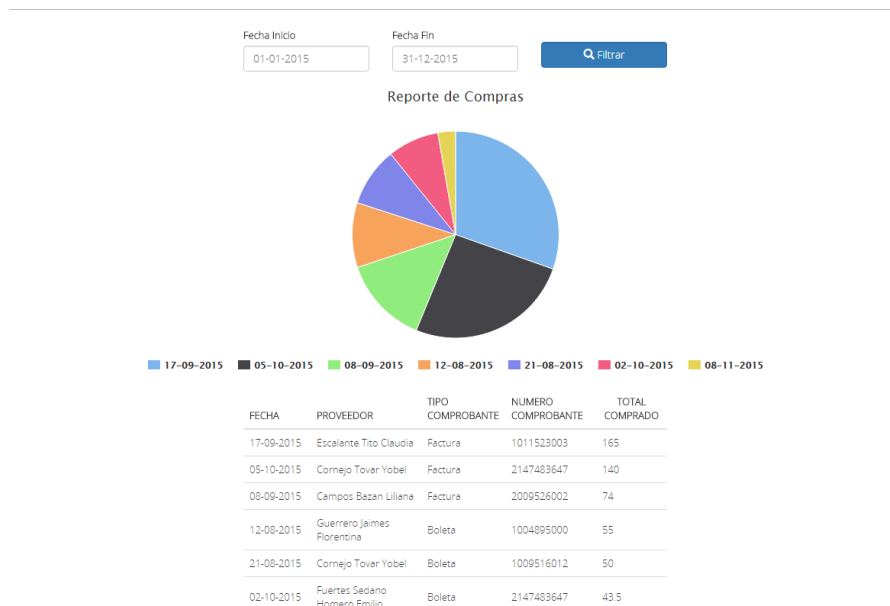 Fecha Inicio Fecha Fin
01-01-2015 31-12-2015 Filtrar
Reporte de Compras
17-09-2015 05-10-2015 08-09-2015 12-08-2015 21-08-2015 02-10-2015 08-11-2015
FECHA PROVEEDOR TIPO COMPROBANTE NUMERO COMPROBANTE TOTAL COMPRADO
17-09-2015 Escalante Tito Claudia Factura 1011523003 165
05-10-2015 Cornejo Tovar Yobel Factura 2147483647 140
08-09-2015 Campos Bazan Liliana Factura 2009526002 74
12-08-2015 Guerrero Jaimes Florentina Boleta 1004895000 55
21-08-2015 Cornejo Tovar Yobel Boleta 1009516012 50
02-10-2015 Fuertes Sedano Homero Emilio Boleta 2147483647 43.5